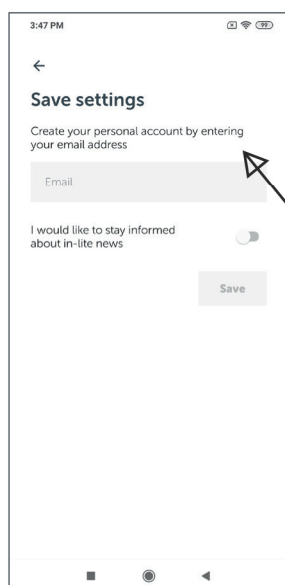 3:47 PM
99
Save settings
Create your personal account by entering
your email address
Email
I would like to stay informed
about in-lite news
Save